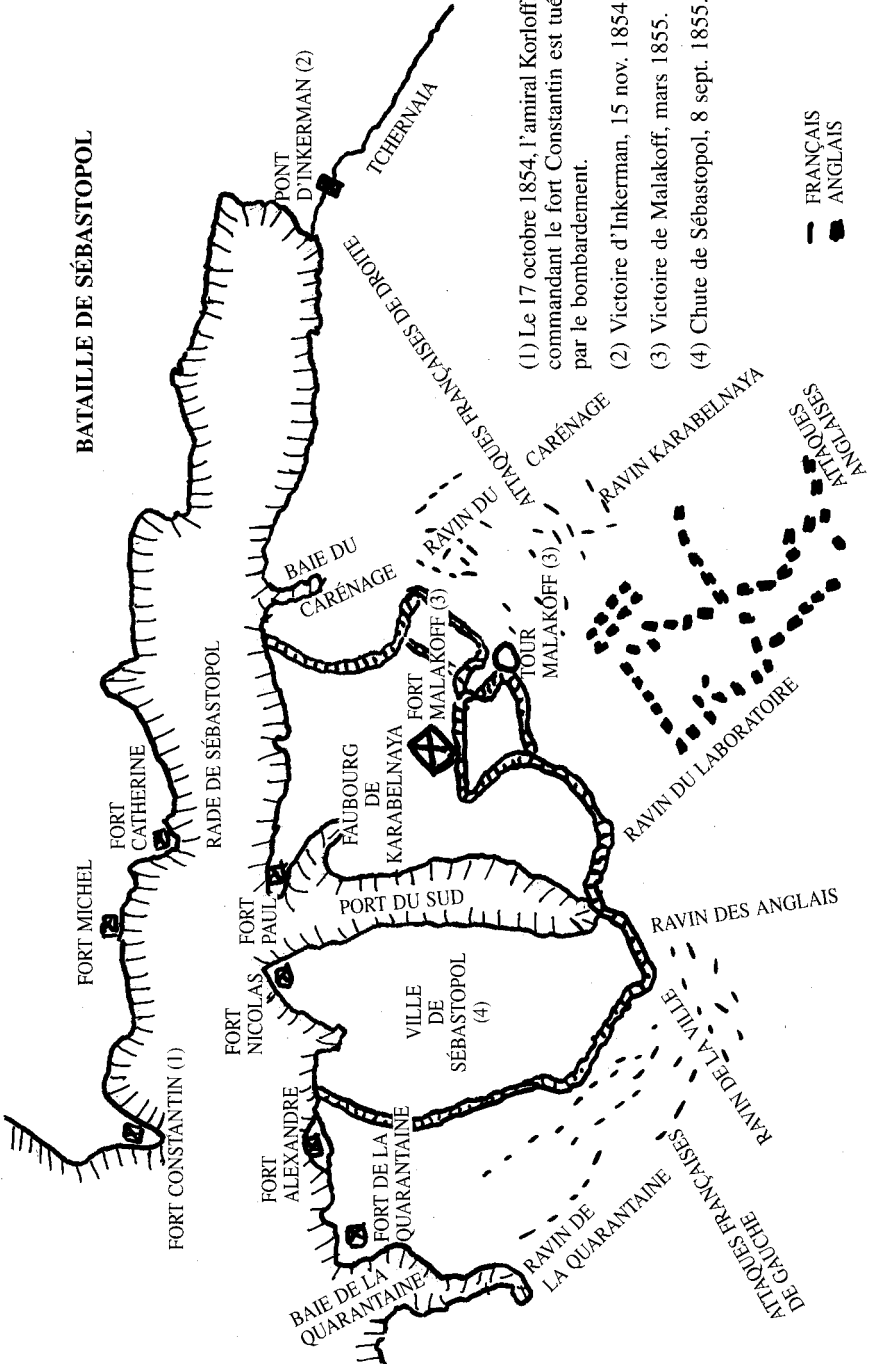 BATAILLE DE SÉBASTOPOL
FORT MICHEL
FORT
CATHERINE
FORT CONSTANTIN (1)
RADE DE SÉBASTOPOL
PONT
D'INKERMAN (2)
TCHERNAIA
FORT
ALEXANDRE
FORT
NICOLAS
FORT
PAUL
BAIE DU
CARÉNAGE
FORT DE LA
QUARANTAINE
BAIE DE LA
QUARANTAINE
VILLE
DE
SÉBASTOPOL
(4)
PORT DU SUD
FAUBOURG
DE
KARABELNAYA
FORT
MALAKOFF (3)
TOUR
MALAKOFF (3)
RAVIN DU CARÉNAGE
ATTAQUES FRANÇAISES DE DROITE
RAVIN KARABELNAYA
ATTAQUES
ANGLAISES
RAVIN DU LABORATOIRE
RAVIN DES ANGLAIS
RAVIN DE LA VILLE
ATTAQUES FRANÇAISES
DE GAUCHE
RAVIN DE
LA QUARANTAINE
(1) Le 17 octobre 1854, l'amiral Korloff
commandant le fort Constantin est tué
par le bombardement.
(2) Victoire d'Inkerman, 15 nov. 1854
(3) Victoire de Malakoff, mars 1855.
(4) Chute de Sébastopol, 8 sept. 1855.
FRANÇAIS
ANGLAIS